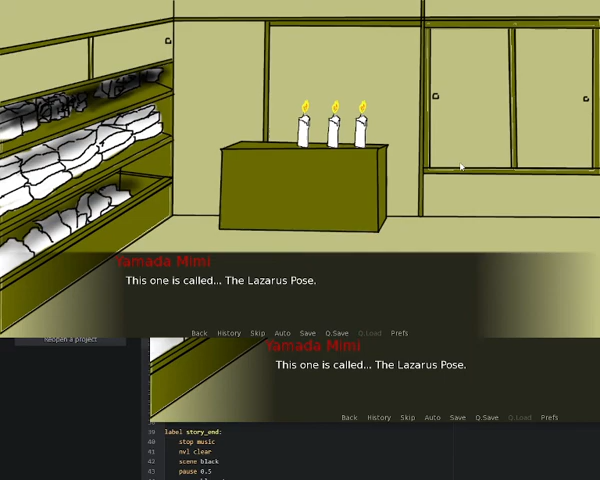 Yamada Mimi
This one is called... The Lazarus Pose.
Back History Skip Auto Save Q.Save Q.Load Prefs
Reopen a project
Yamada Mimi
This one is called... The Lazarus Pose.
Back History Skip Auto Save Q.Save Q.Load Prefs
39 label story_end:
40 stop music
41 nvl clear
42 scene black
43 pause 0.5